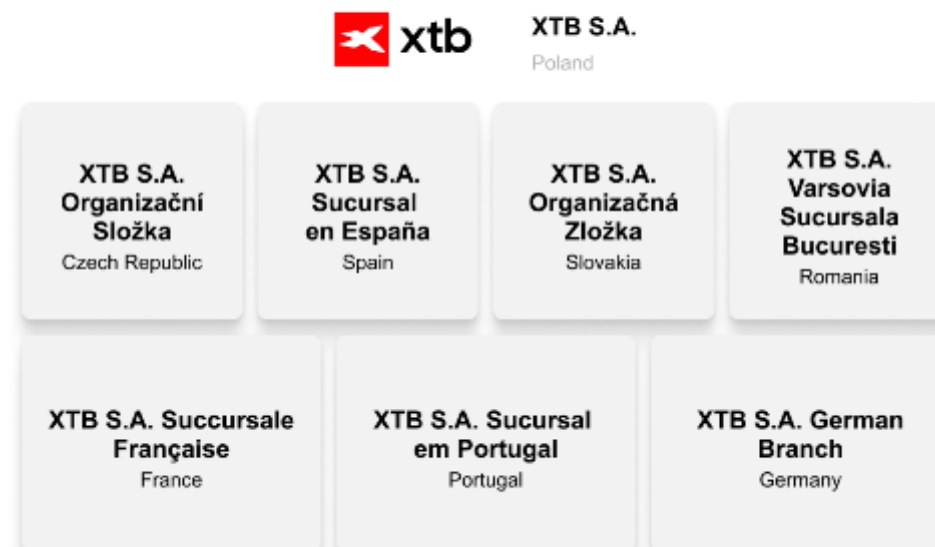 xtb
XTB S.A.
Poland
XTB S.A.
Organizační
Složka
Czech Republic
XTB S.A.
Sucursal
en España
Spain
XTB S.A.
Organizačná
Zložka
Slovakia
XTB S.A.
Varsovia
Sucursala
Bucuresti
Romania
XTB S.A. Succursale
Française
France
XTB S.A. Sucursal
em Portugal
Portugal
XTB S.A. German
Branch
Germany